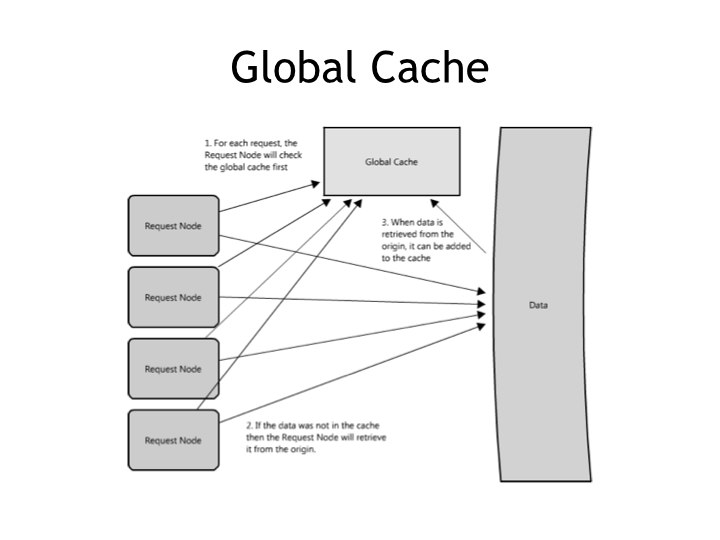 Global Cache
1. For each request, the
Request Node will check
the global cache first
Global Cache
Request Node
3. When data is
retrieved from the
origin, it can be added
to the cache
Request Node
Data
Request Node
Request Node
2. If the data was not in the cache
then the Request Node will retrieve
it from the origin.